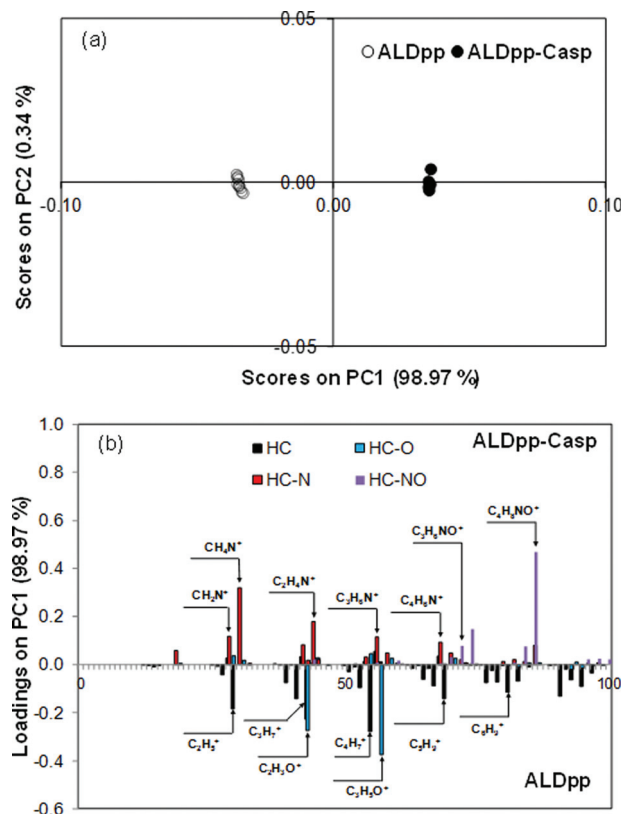 (a)
0.05
ALDpp ALDpp-Casp
Scores on PC2 (0.34 %)
-0.10 0.00 0.00 0.10
-0.05
Scores on PC1 (98.97 %)
(b)
1.0
ALDpp-Casp
HC HC-O
0.8
HC-N HC-NO
0.6
C₄H₈NO⁺
C₃H₆NO⁺
CH₄N⁺
C₂H₄N⁺
0.4
CH₂N⁺ C₃H₆N⁺ C₄H₆N⁺
0.2
0.0
0 50 100
-0.2
C₂H₅⁺ C₃H₇⁺ C₄H₇⁺ C₅H₉⁺ C₆H₉⁺
C₂H₃O⁺
-0.4
C₃H₅O⁺
ALDpp
-0.6
Loadings on PC1 (98.97 %)